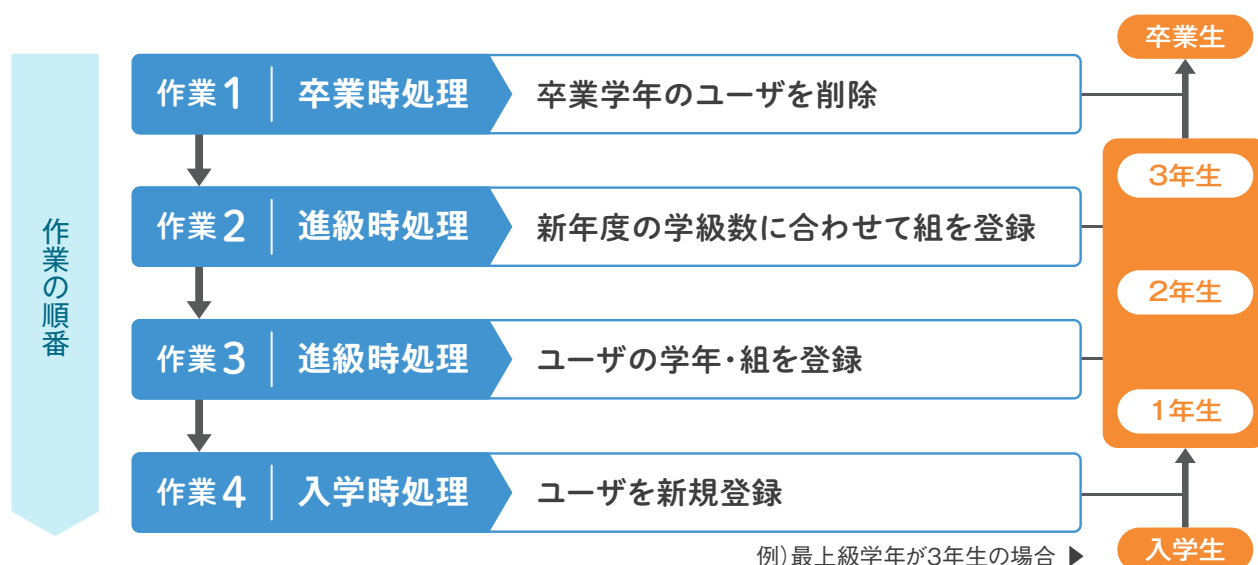 作業の順番
作業1 卒業時処理 卒業学年のユーザを削除
作業2 進級時処理 新年度の学級数に合わせて組を登録
作業3 進級時処理 ユーザの学年・組を登録
作業4 入学時処理 ユーザを新規登録
卒業生
3年生
2年生
1年生
入学生
例)最上級学年が3年生の場合 ▶